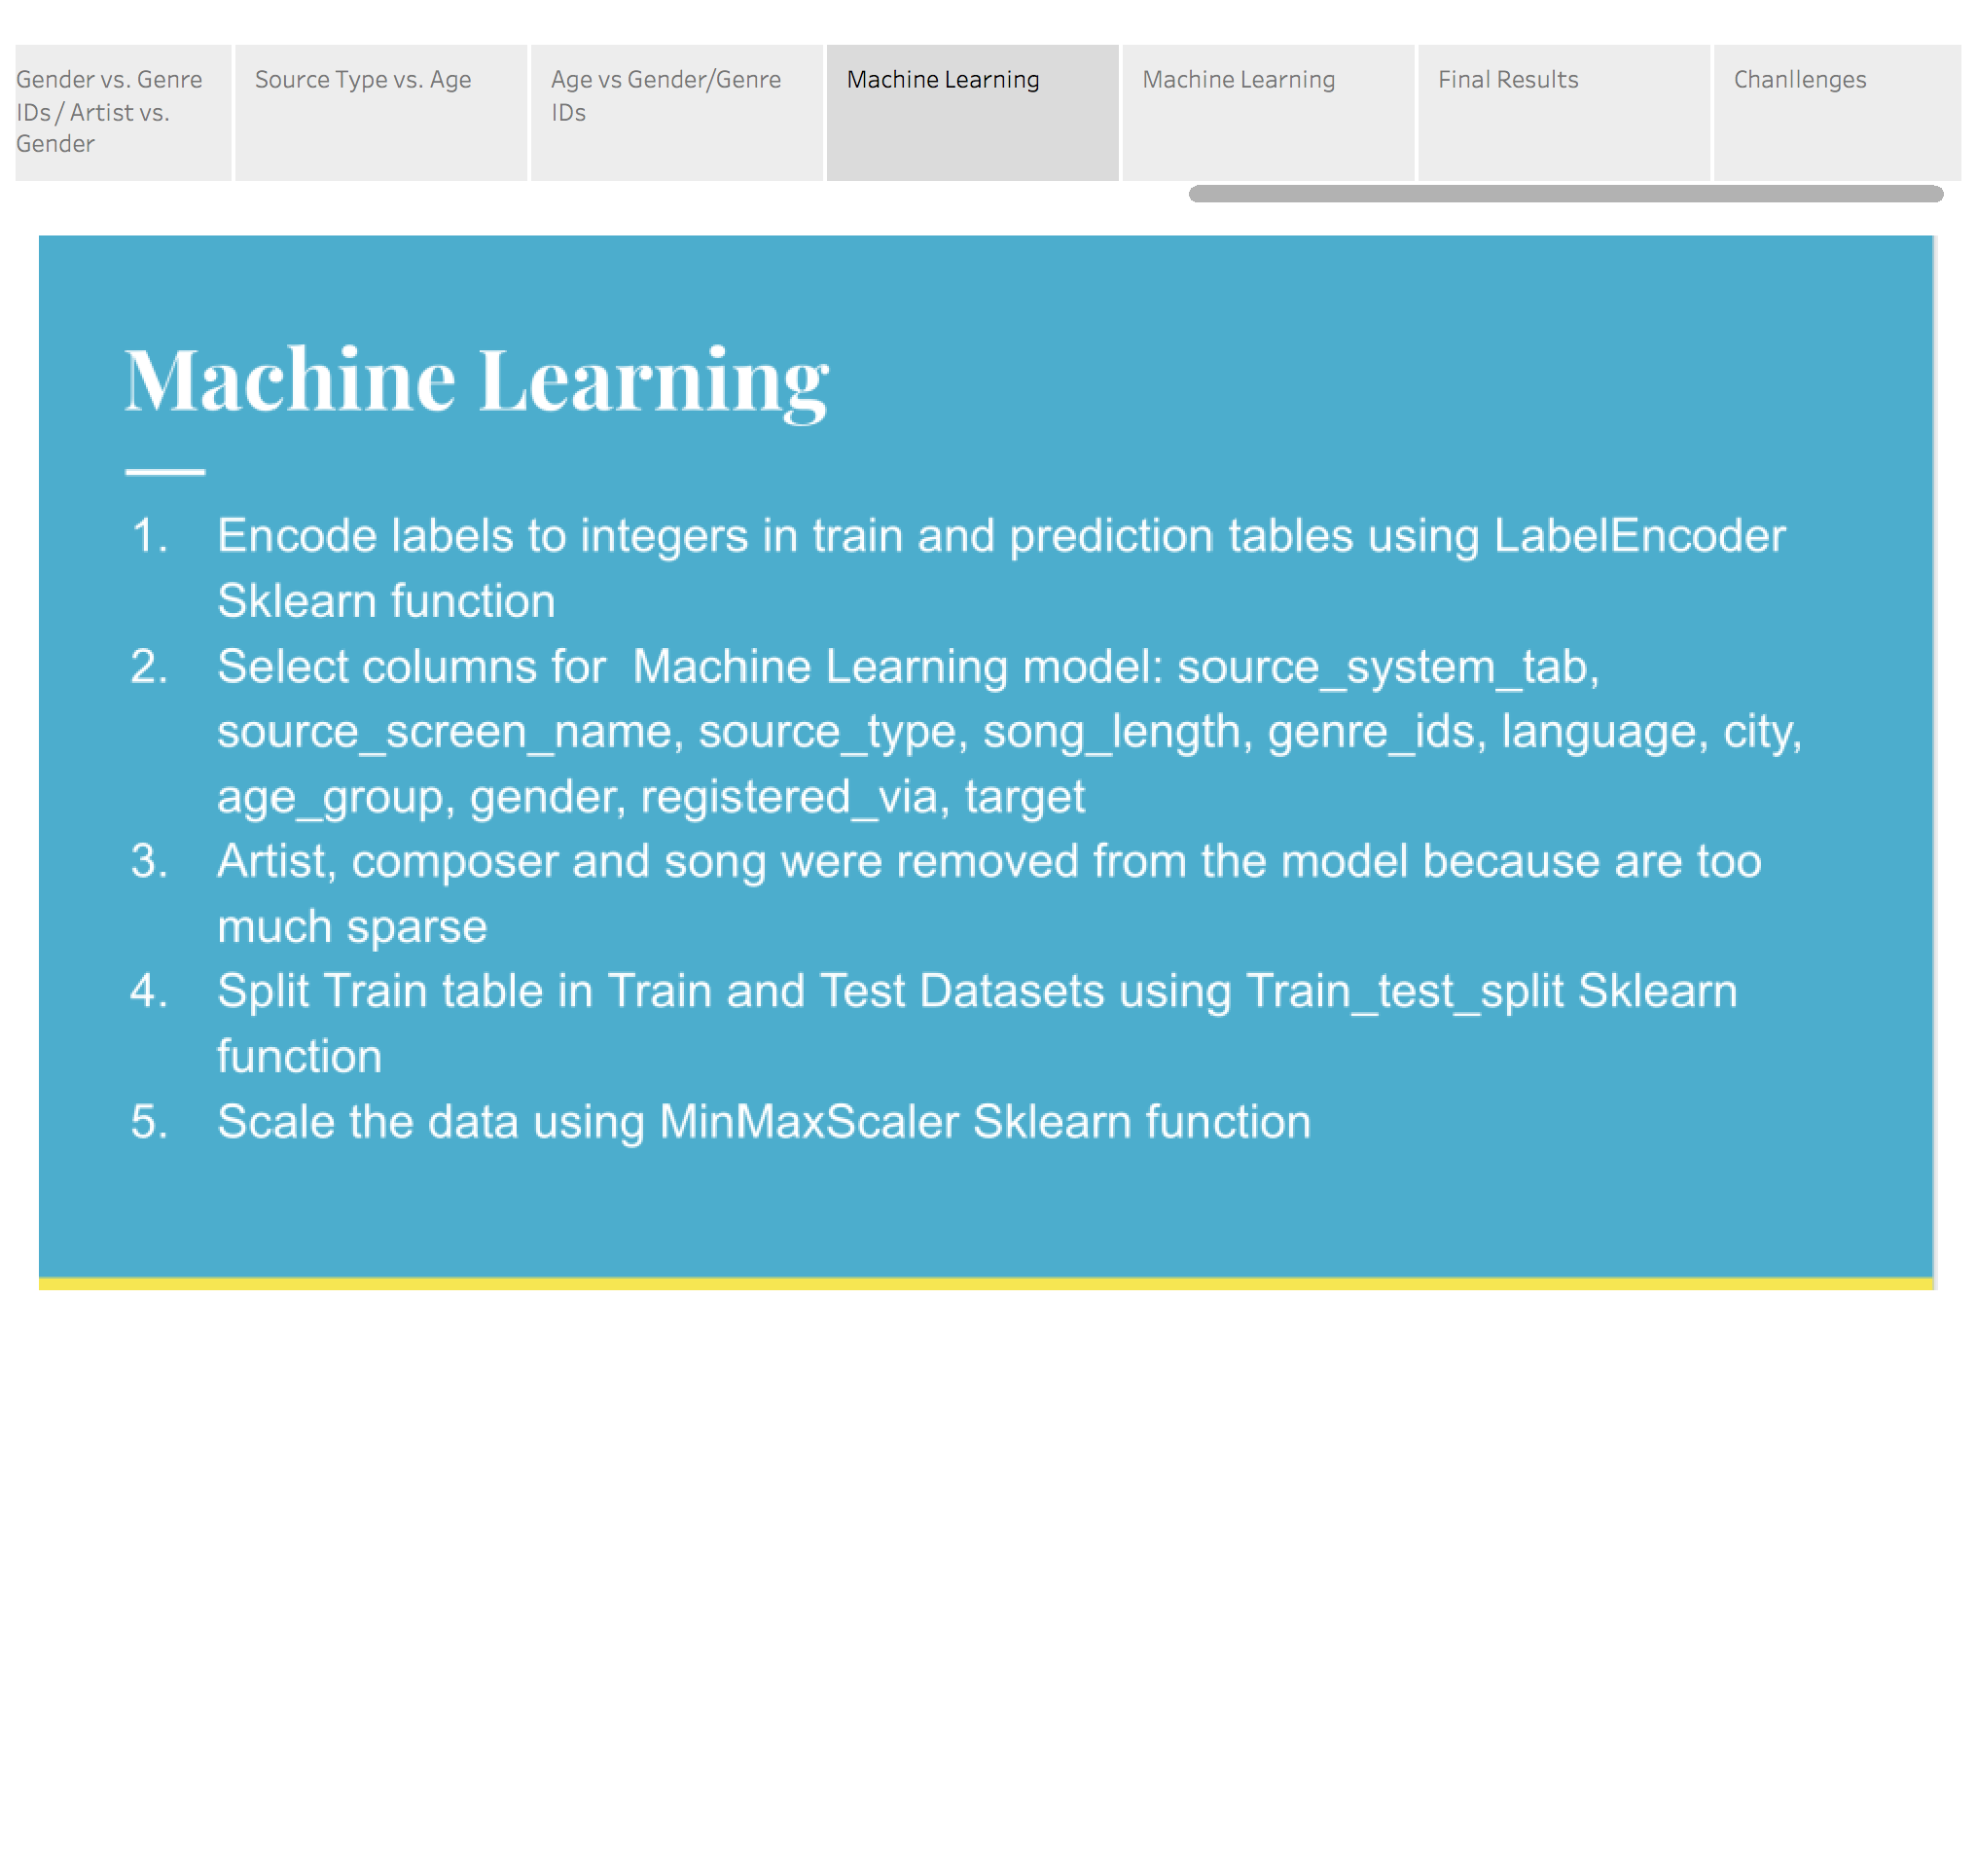 Gender vs. Genre
IDs / Artist vs.
Gender
Source Type vs. Age
Age vs Gender/Genre
IDs
Machine Learning
Machine Learning
Final Results
Chanllenges
Machine Learning
1. Encode labels to integers in train and prediction tables using LabelEncoder
Sklearn function
2. Select columns for  Machine Learning model: source_system_tab,
source_screen_name, source_type, song_length, genre_ids, language, city,
age_group, gender, registered_via, target
3. Artist, composer and song were removed from the model because are too
much sparse
4. Split Train table in Train and Test Datasets using Train_test_split Sklearn
function
5. Scale the data using MinMaxScaler Sklearn function